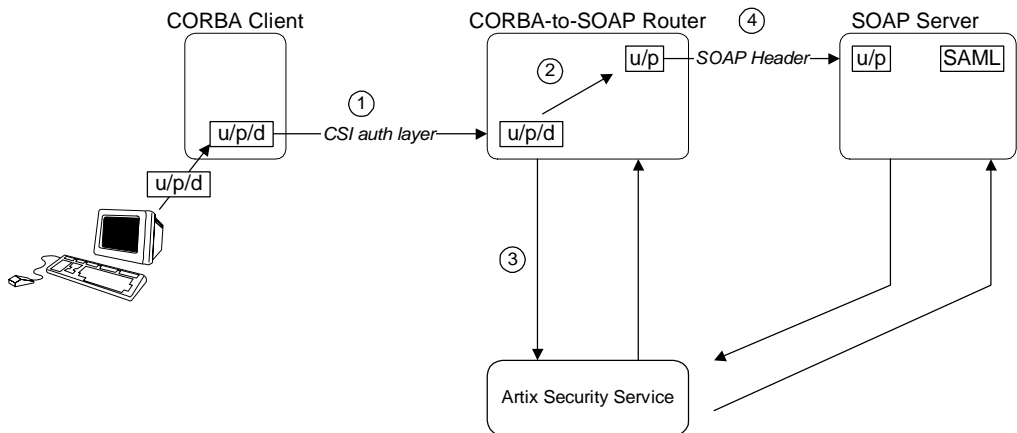 CORBA Client
CORBA-to-SOAP Router
4
SOAP Server
u/p
SOAP Header
u/p
SAML
2
1
u/p/d
CSI auth layer
u/p/d
u/p/d
3
Artix Security Service